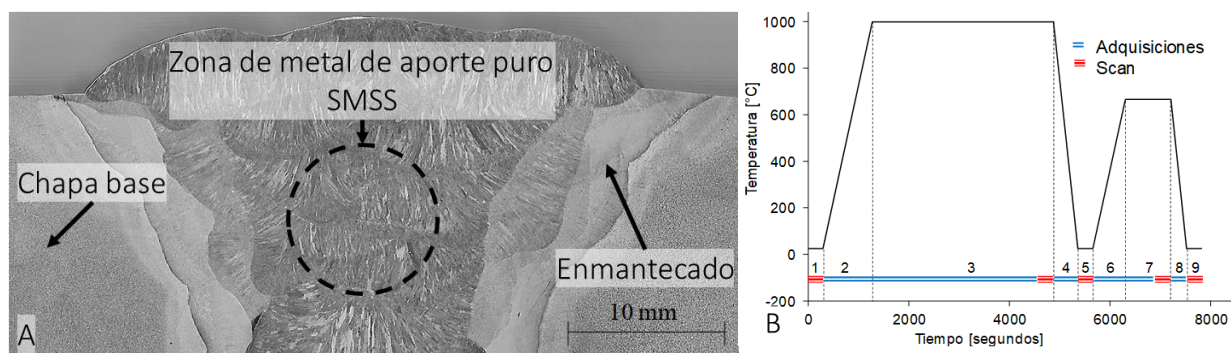 Zona de metal de aporte puro
SMSS
Chapa base
Enmantecado
10 mm
A
Temperatura [°C]
1000
800
600
400
200
0
-200
Adquisiciones
Scan
1 2 3 4 5 6 7 8 9
0 2000 4000 6000 8000
Tiempo [segundos]
B